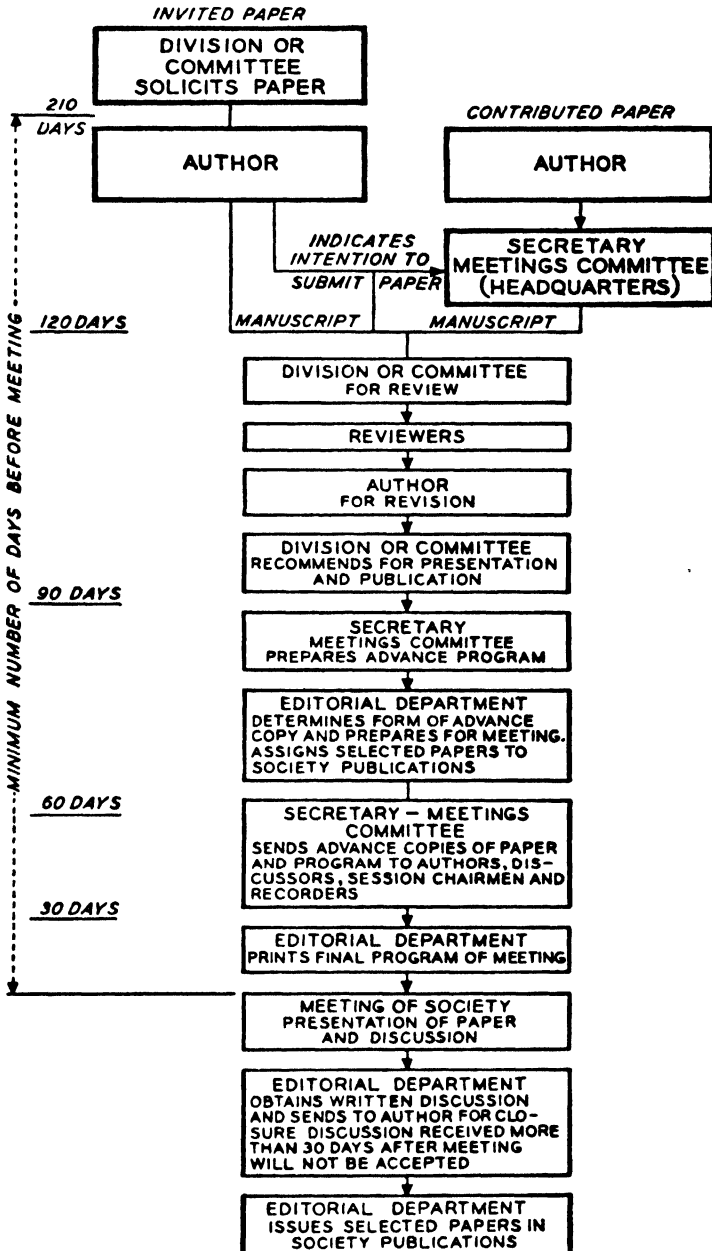 INVITED PAPER
DIVISION OR
COMMITTEE
SOLICITS PAPER
210
DAYS
CONTRIBUTED PAPER
AUTHOR
AUTHOR
INDICATES
INTENTION TO
SUBMIT PAPER
SECRETARY
MEETINGS COMMITTEE
(HEADQUARTERS)
120 DAYS
MANUSCRIPT
MANUSCRIPT
MINIMUM NUMBER OF DAYS BEFORE MEETING
DIVISION OR COMMITTEE
FOR REVIEW
REVIEWERS
AUTHOR
FOR REVISION
DIVISION OR COMMITTEE
RECOMMENDS FOR PRESENTATION
AND PUBLICATION
90 DAYS
SECRETARY
MEETINGS COMMITTEE
PREPARES ADVANCE PROGRAM
EDITORIAL DEPARTMENT
DETERMINES FORM OF ADVANCE
COPY AND PREPARES FOR MEETING.
ASSIGNS SELECTED PAPERS TO
SOCIETY PUBLICATIONS
60 DAYS
SECRETARY – MEETINGS
COMMITTEE
SENDS ADVANCE COPIES OF PAPER
AND PROGRAM TO AUTHORS, DIS-
CUSSORS, SESSION CHAIRMEN AND
RECORDERS
30 DAYS
EDITORIAL DEPARTMENT
PRINTS FINAL PROGRAM OF MEETING
MEETING OF SOCIETY
PRESENTATION OF PAPER
AND DISCUSSION
EDITORIAL DEPARTMENT
OBTAINS WRITTEN DISCUSSION
AND SENDS TO AUTHOR FOR CLO-
SURE DISCUSSION RECEIVED MORE
THAN 30 DAYS AFTER MEETING
WILL NOT BE ACCEPTED
EDITORIAL DEPARTMENT
ISSUES SELECTED PAPERS IN
SOCIETY PUBLICATIONS